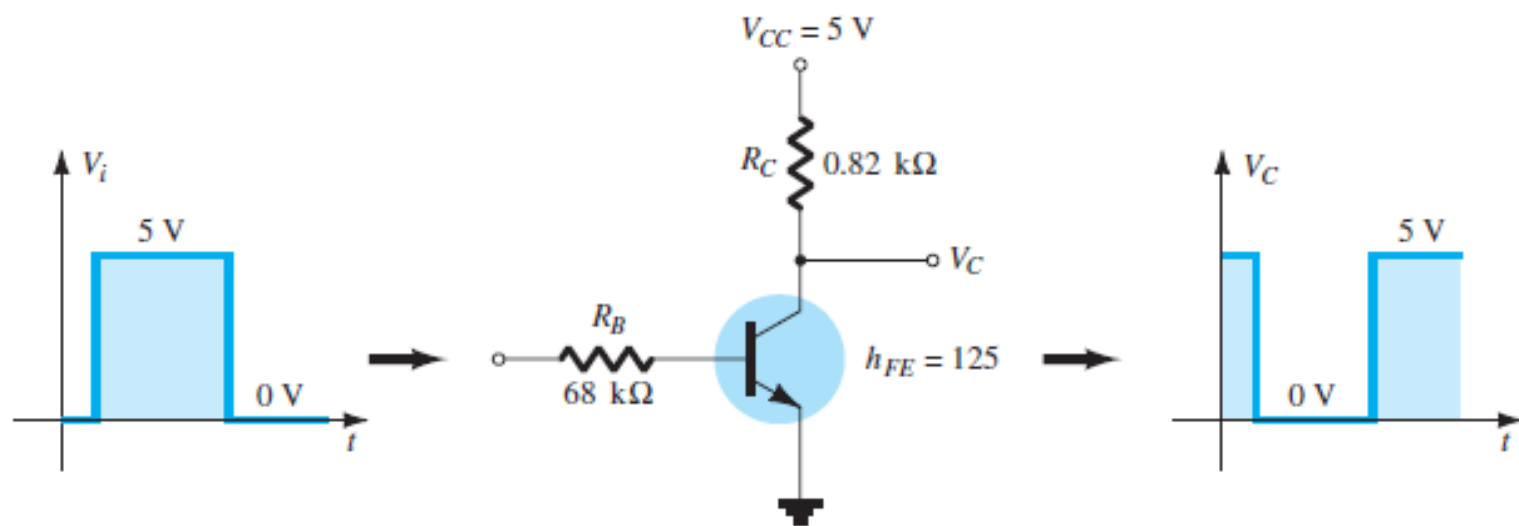 V_CC = 5 V
R_C 0.82 kΩ
V_i
5 V
0 V
t
R_B
68 kΩ
V_C
h_FE = 125
V_C
5 V
0 V
t